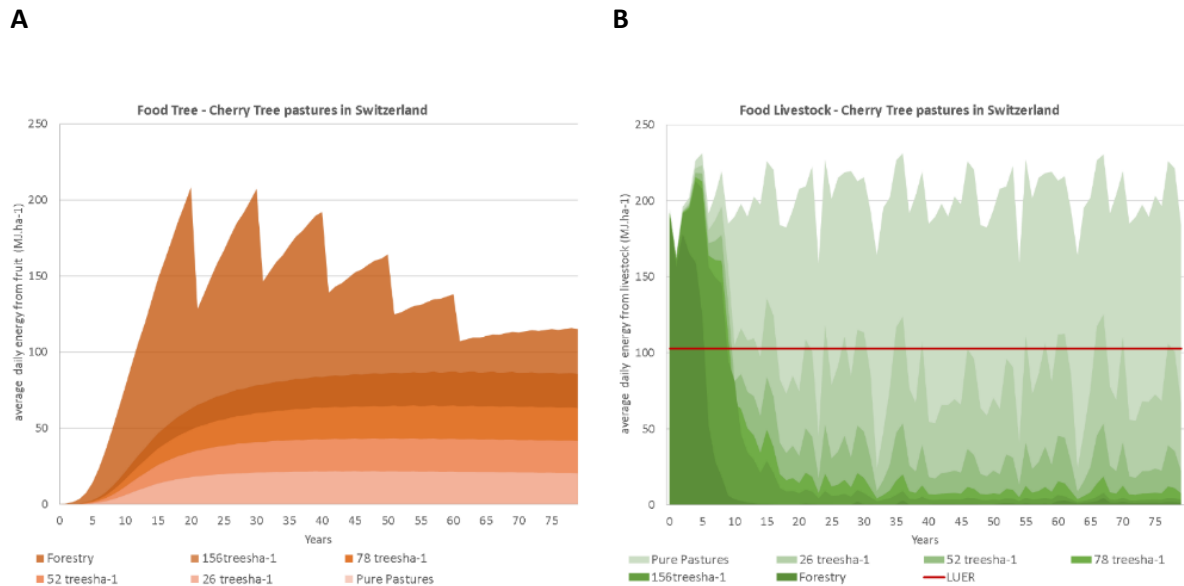 A
B
Food Tree - Cherry Tree pastures in Switzerland
average daily energy from fruit (MJ.ha-1)
250
200
150
100
50
0
0 5 10 15 20 25 30 35 40 45 50 55 60 65 70 75
Years
Forestry 156treesha-1 78 treesha-1
52 treesha-1 26 treesha-1 Pure Pastures
Food Livestock - Cherry Tree pastures in Switzerland
average daily energy from livestock (MJ.ha-1)
250
200
150
100
50
0
0 5 10 15 20 25 30 35 40 45 50 55 60 65 70 75
Years
Pure Pastures 26 treesha-1 52 treesha-1 78 treesha-1
156treesha-1 Forestry LUER